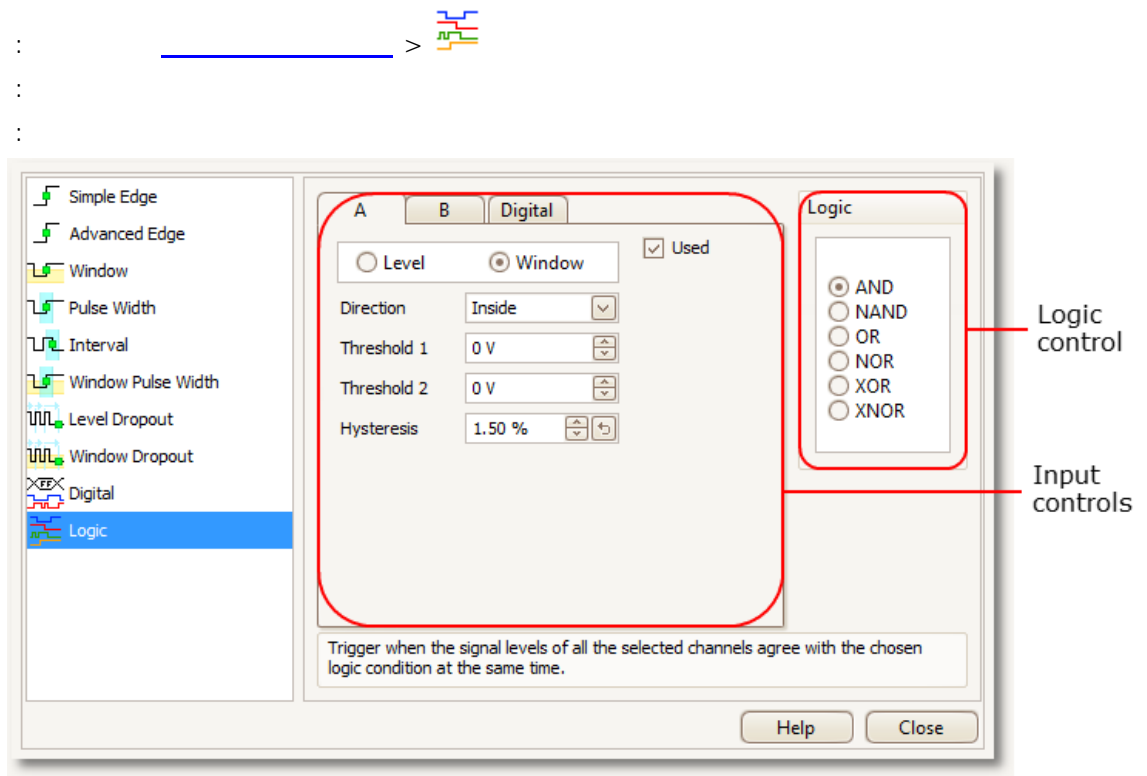 : >
:
:
Simple Edge
Advanced Edge
Window
Pulse Width
Interval
Window Pulse Width
Level Dropout
Window Dropout
Digital
Logic
A B Digital
Level Window
Used
Direction Inside
Threshold 1 0 V
Threshold 2 0 V
Hysteresis 1.50 %
Logic
AND
NAND
OR
NOR
XOR
XNOR
Logic
control
Input
controls
Trigger when the signal levels of all the selected channels agree with the chosen
logic condition at the same time.
Help Close